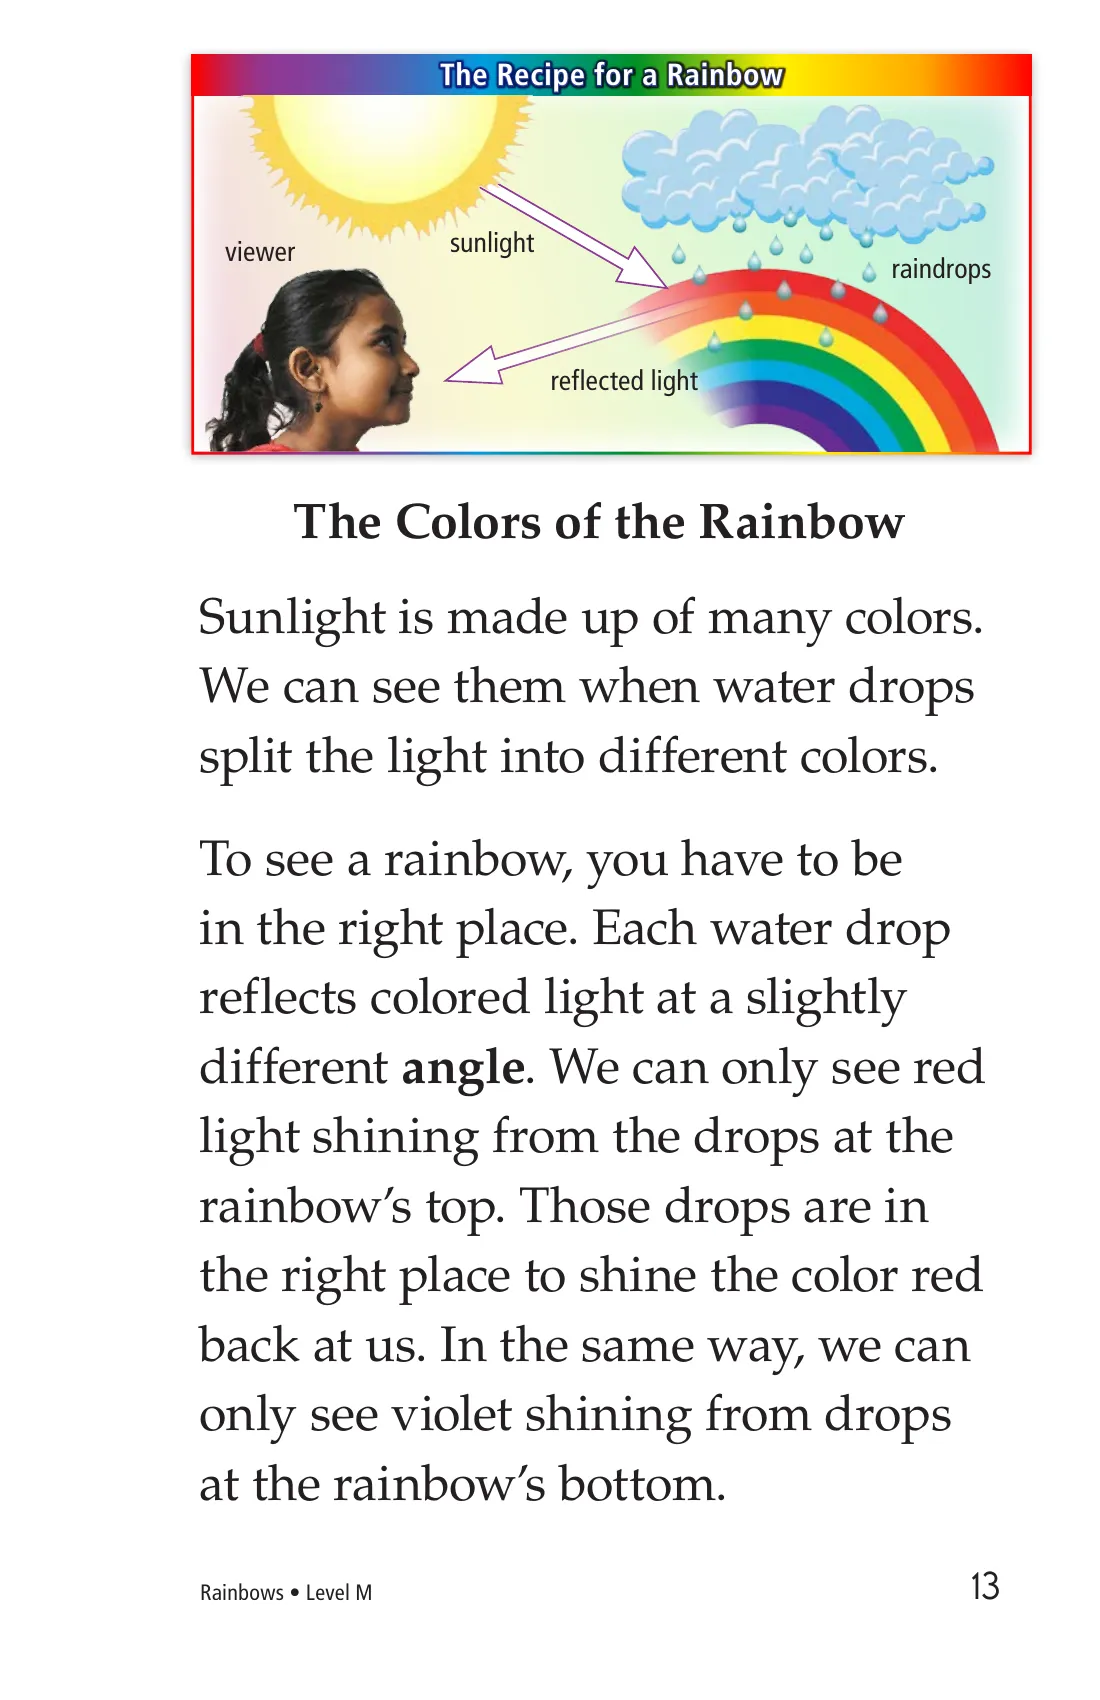 The Recipe for a Rainbow
viewer
sunlight
raindrops
reflected light
The Colors of the Rainbow
Sunlight is made up of many colors.
We can see them when water drops
split the light into different colors.
To see a rainbow, you have to be
in the right place. Each water drop
reflects colored light at a slightly
different angle. We can only see red
light shining from the drops at the
rainbow’s top. Those drops are in
the right place to shine the color red
back at us. In the same way, we can
only see violet shining from drops
at the rainbow’s bottom.
Rainbows • Level M
13